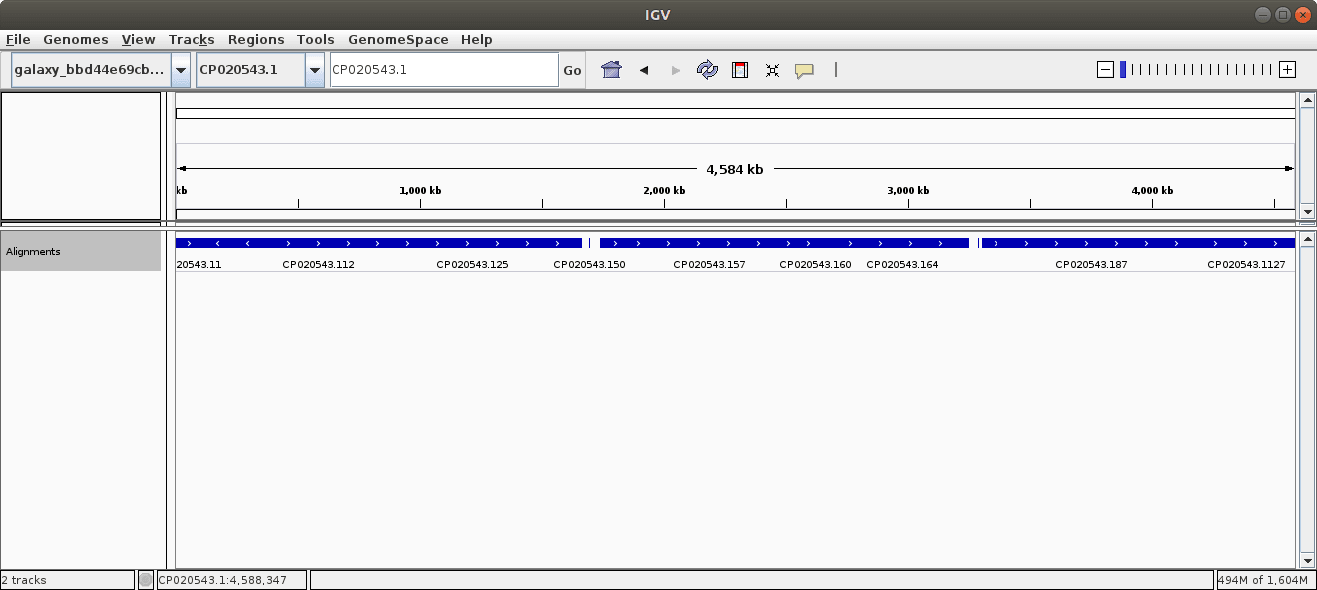 IGV
File Genomes View Tracks Regions Tools GenomeSpace Help
galaxy_bbd44e69cb... CP020543.1 CP020543.1 Go
4,584 kb
kb 1,000 kb 2,000 kb 3,000 kb 4,000 kb
Alignments
20543.11 CP020543.112 CP020543.125 CP020543.150 CP020543.157 CP020543.160 CP020543.164 CP020543.187 CP020543.1127
2 tracks CP020543.1:4,588,347 494M of 1,604M